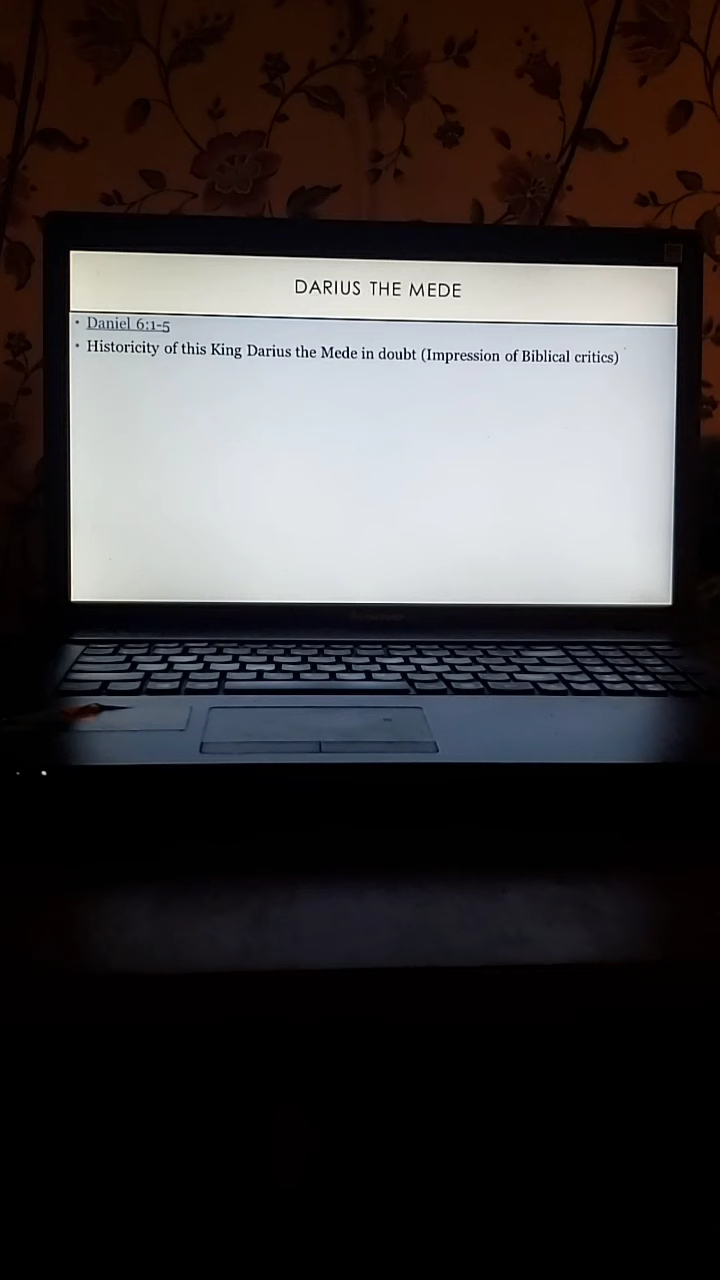 DARIUS THE MEDE
• Daniel 6:1-5
• Historicity of this King Darius the Mede in doubt (Impression of Biblical critics)